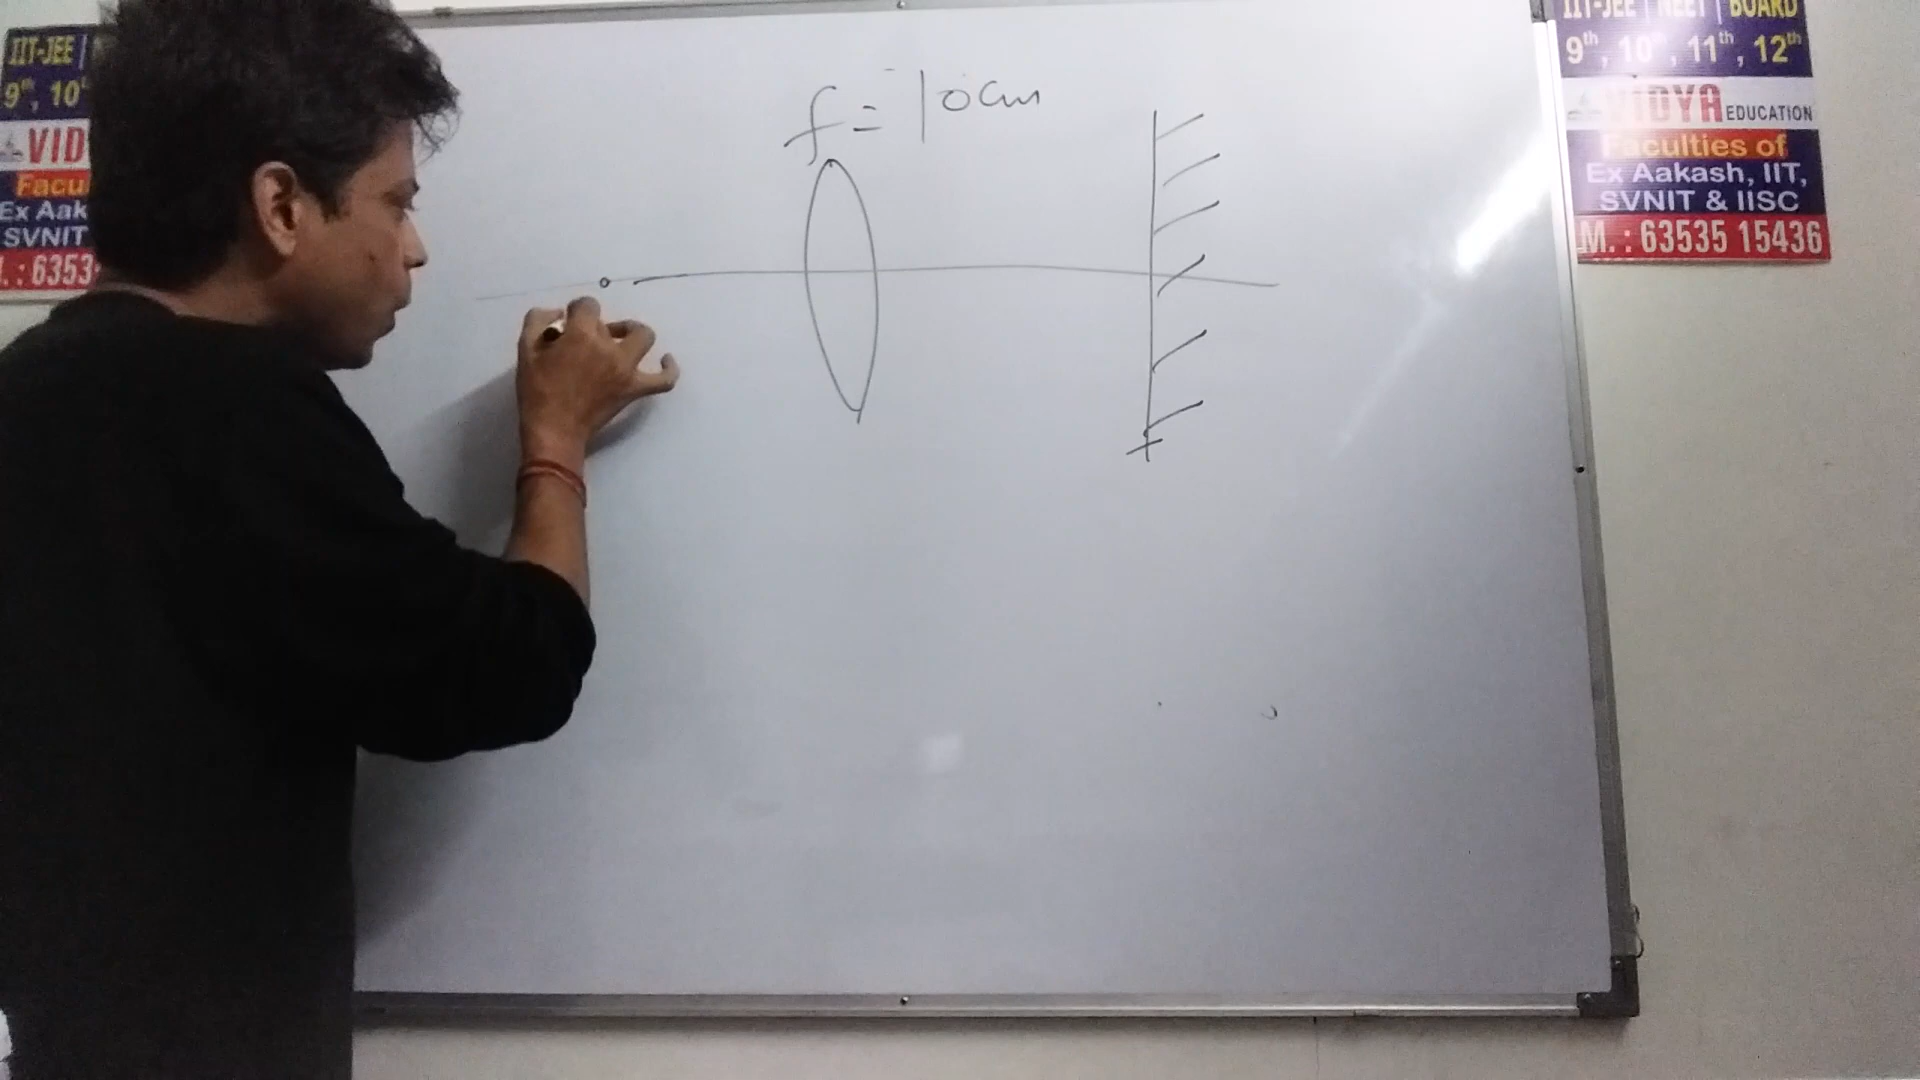 IIT-JEE |
9th, 10t
VID
Facu
Ex Aak
SVNIT
.: 6353
f = 10cm
IIT-JEE | NEET | BOARD
9th, 10th, 11th, 12th
VIDYA EDUCATION
Faculties of
Ex Aakash, IIT,
SVNIT & IISC
M. : 63535 15436